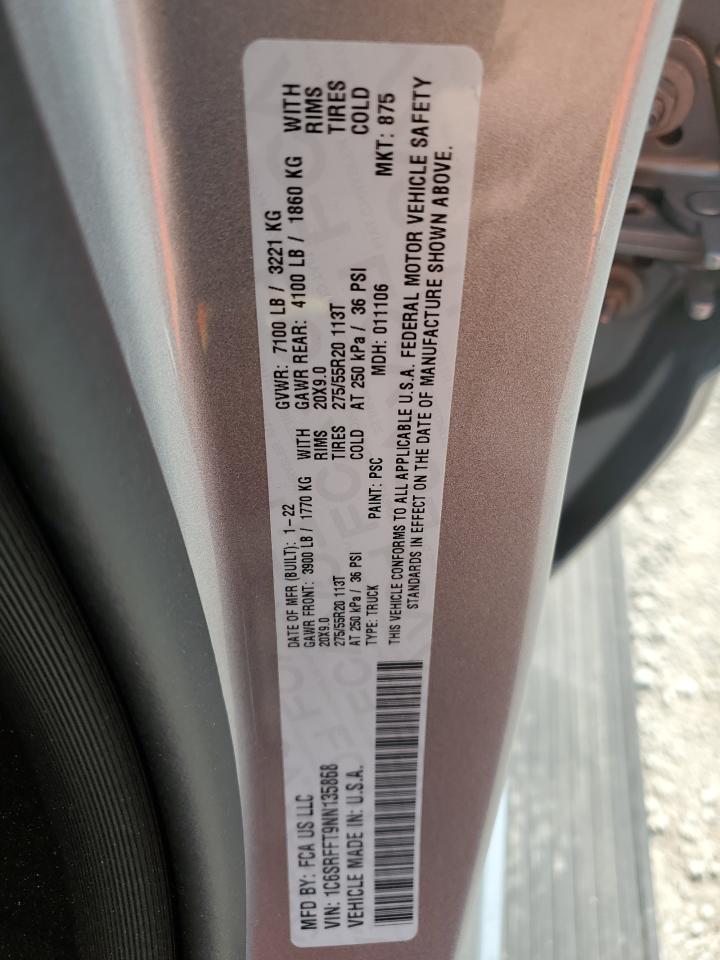 MFD BY: FCA US LLC
VIN: 1C6SRFFT9NN135868
VEHICLE MADE IN: U.S.A.
DATE OF MFR (BUILT): 1-22 GVWR: 7100 LB / 3221 KG
GAWR FRONT: 3900 LB / 1770 KG WITH GAWR REAR: 4100 LB / 1860 KG WITH
20X9.0 RIMS 20X9.0 RIMS
275/55R20 113T TIRES 275/55R20 113T TIRES
AT 250 kPa / 36 PSI COLD AT 250 kPa / 36 PSI COLD
TYPE: TRUCK PAINT: PSC MDH: 011106 MKT: 875
THIS VEHICLE CONFORMS TO ALL APPLICABLE U.S.A. FEDERAL MOTOR VEHICLE SAFETY
STANDARDS IN EFFECT ON THE DATE OF MANUFACTURE SHOWN ABOVE.